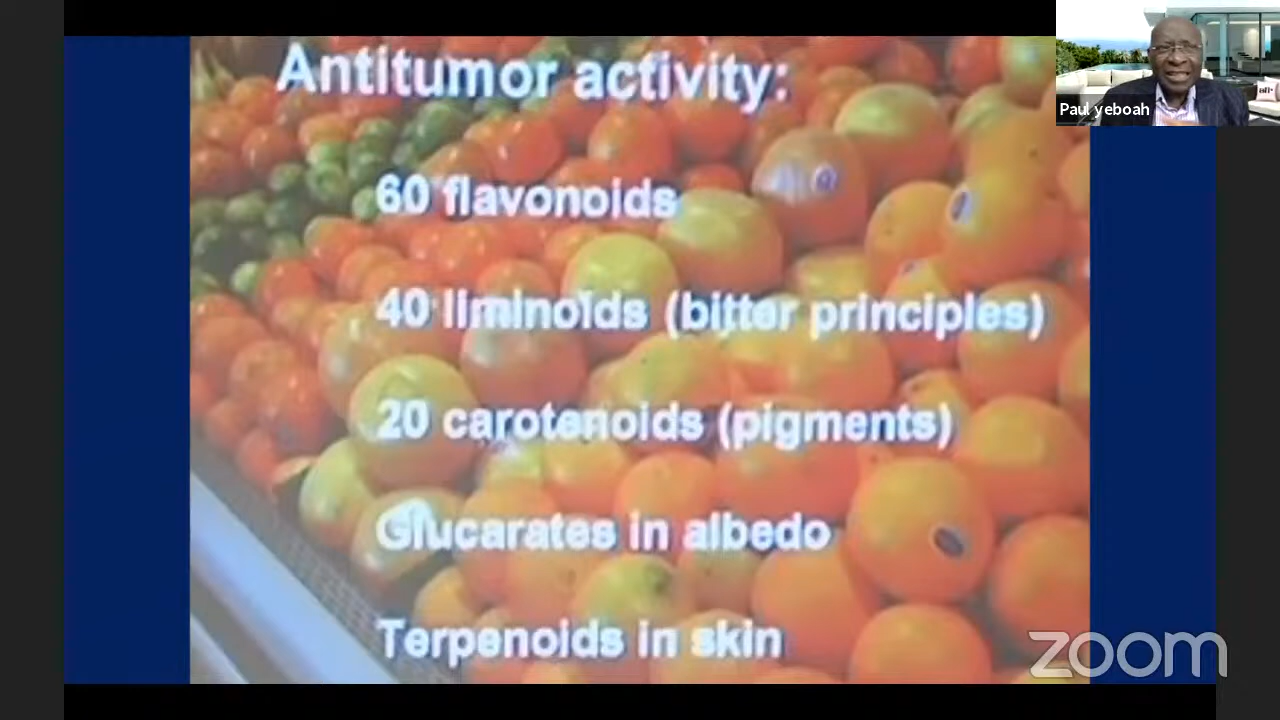 Antitumor activity:
60 flavonoids
40 liminoids (bitter principles)
20 carotenoids (pigments)
Glucarates in albedo
Terpenoids in skin
Paul yeboah
zoom